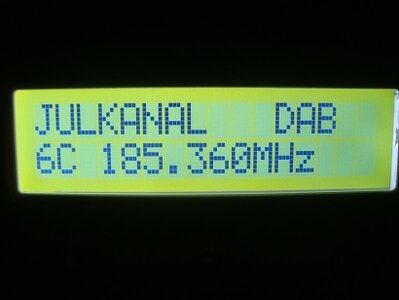 JULKANAL DAB
6C 185.360MHz